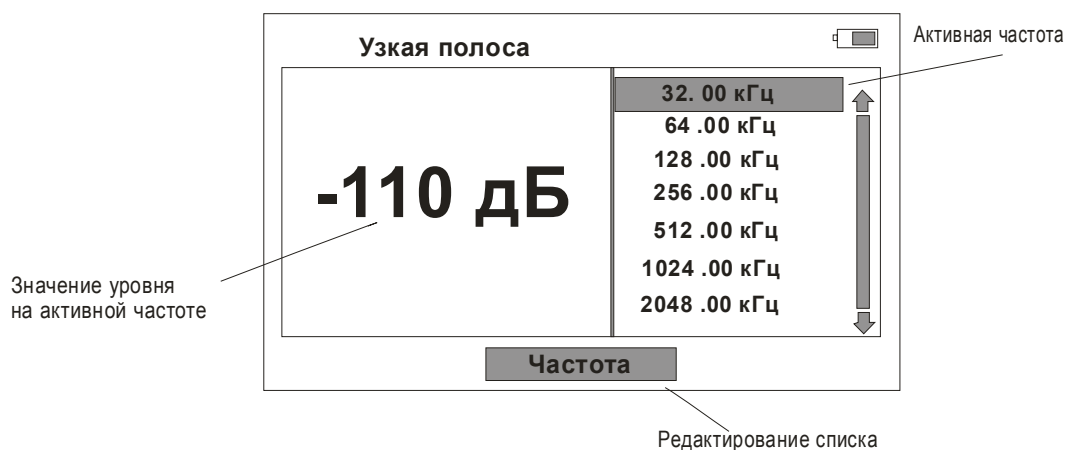 Узкая полоса
Активная частота
32. 00 кГц
64 .00 кГц
128 .00 кГц
256 .00 кГц
512 .00 кГц
1024 .00 кГц
2048 .00 кГц
-110 дБ
Значение уровня
на активной частоте
Частота
Редактирование списка